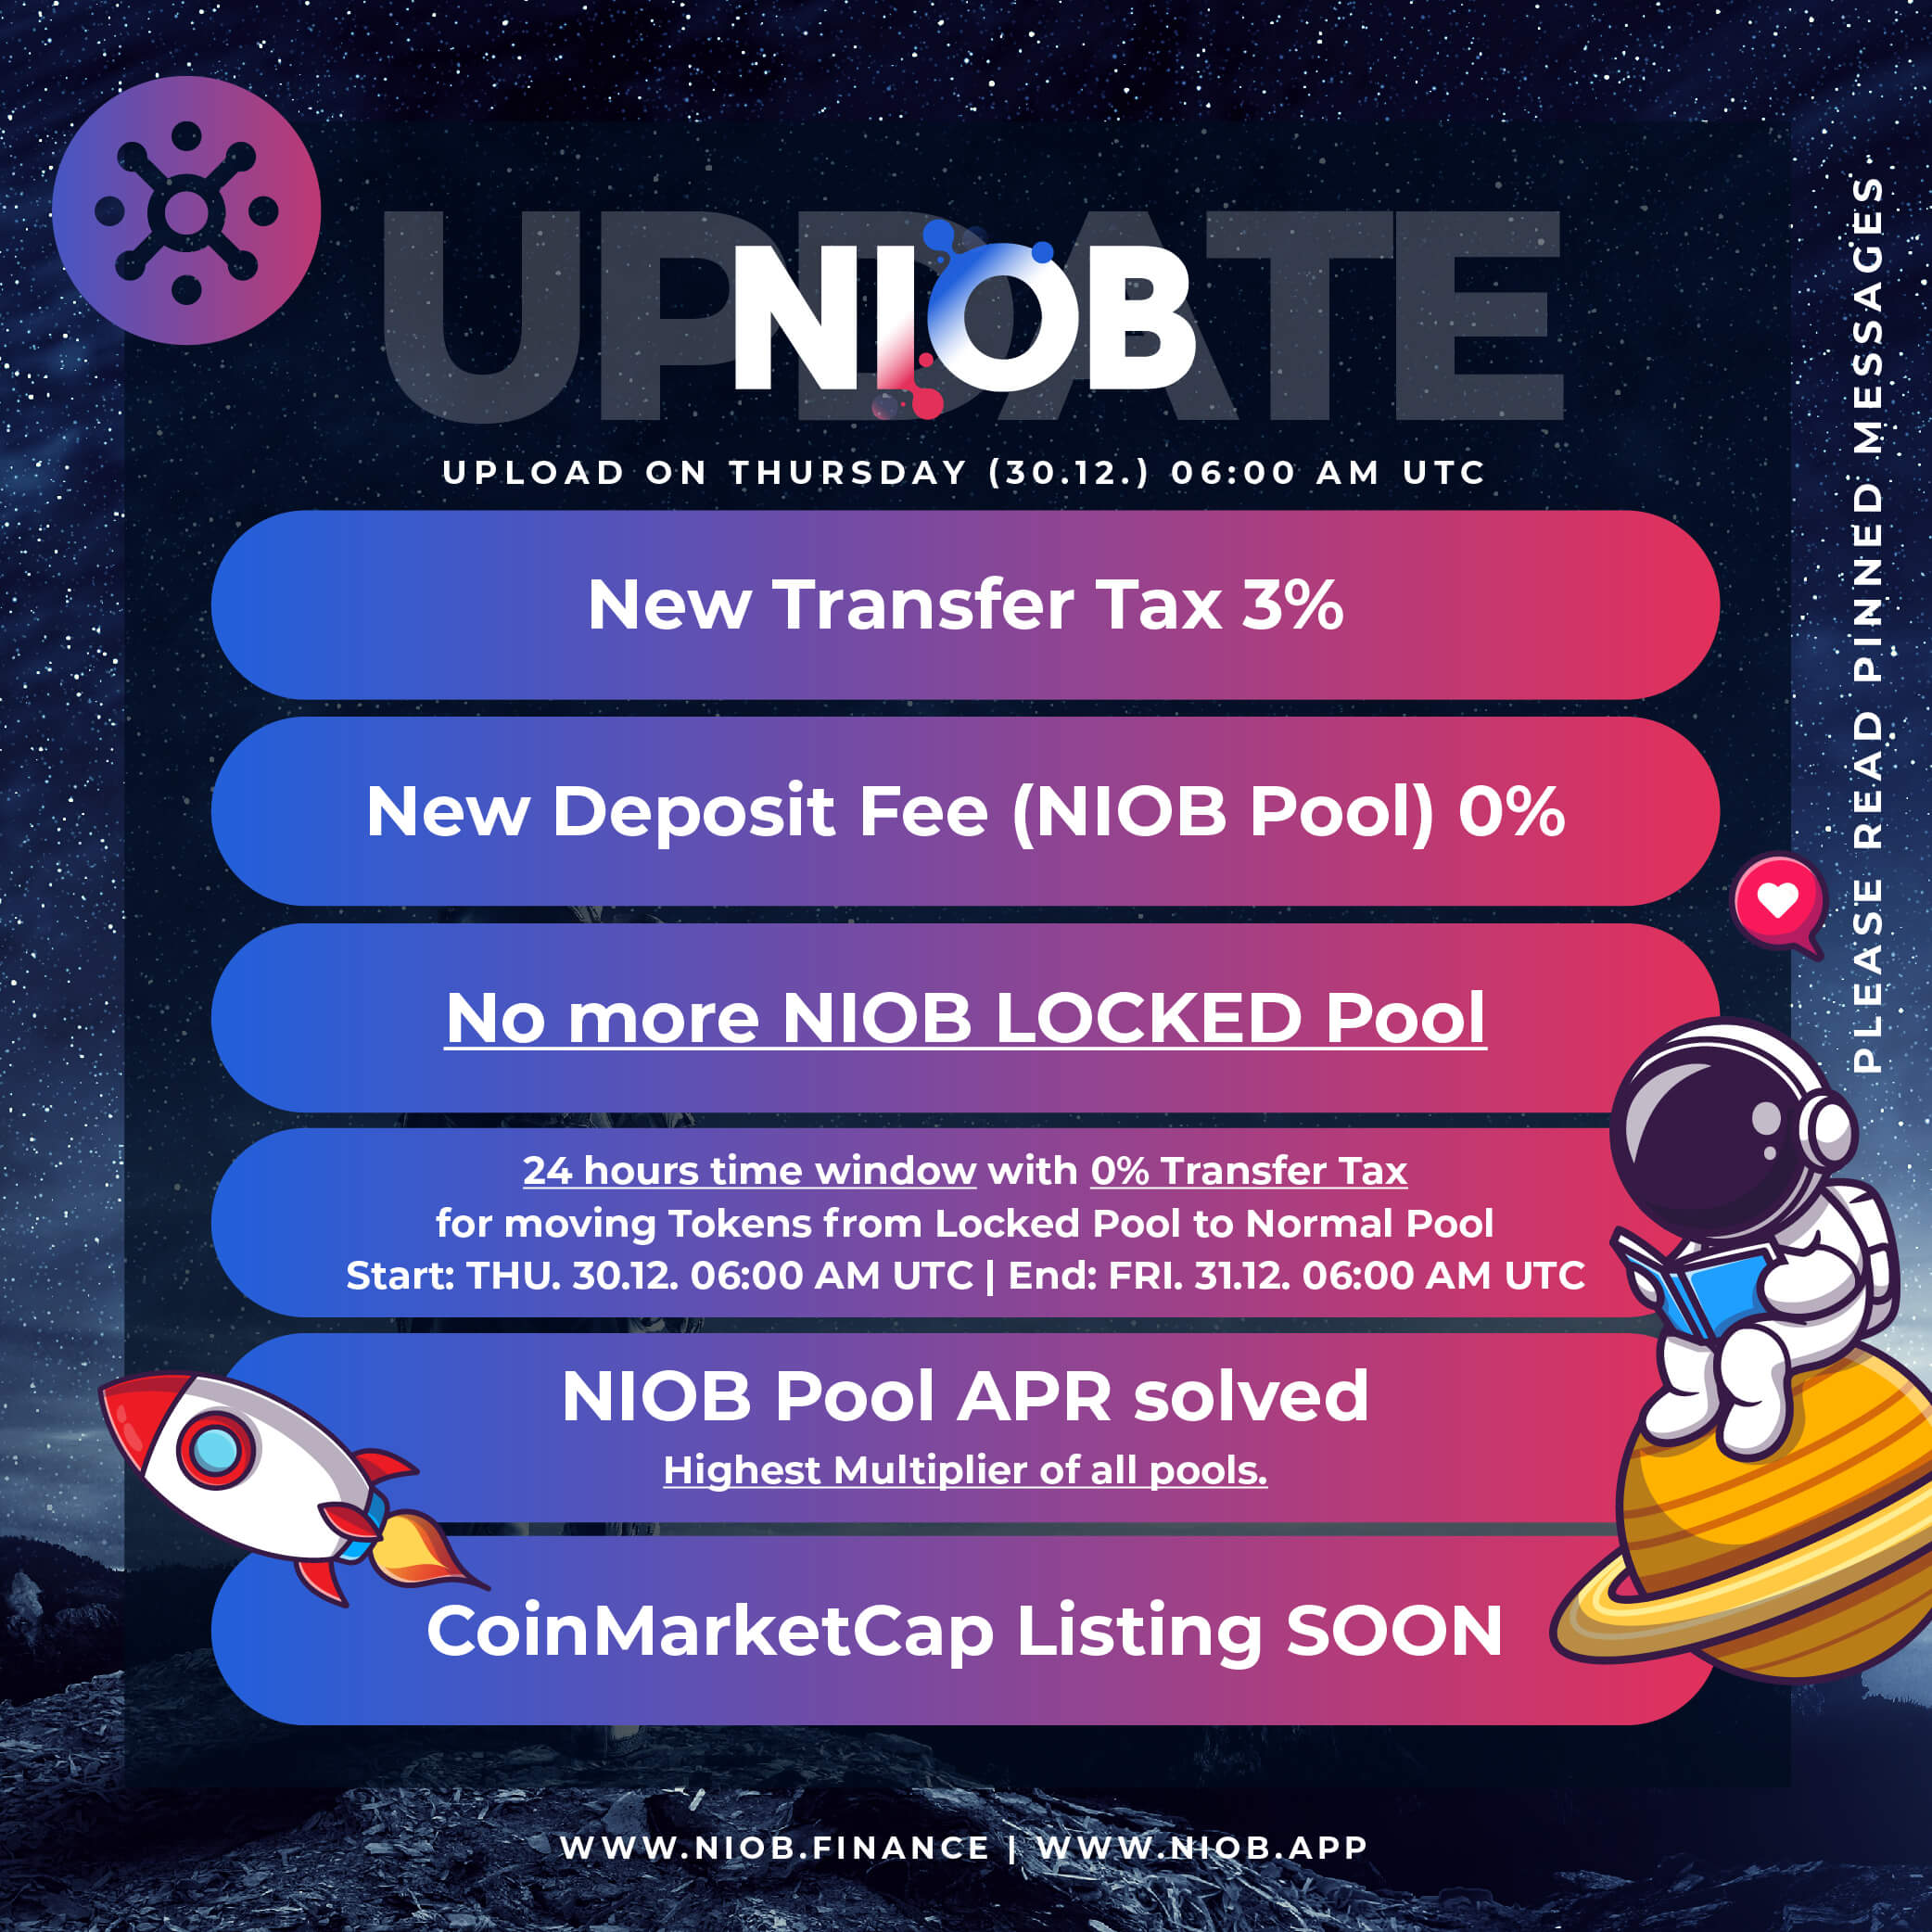 UPDATE
NIOB
UPLOAD ON THURSDAY (30.12.) 06:00 AM UTC
New Transfer Tax 3%
New Deposit Fee (NIOB Pool) 0%
No more NIOB LOCKED Pool
24 hours time window with 0% Transfer Tax
for moving Tokens from Locked Pool to Normal Pool
Start: THU. 30.12. 06:00 AM UTC | End: FRI. 31.12. 06:00 AM UTC
NIOB Pool APR solved
Highest Multiplier of all pools.
CoinMarketCap Listing SOON
WWW.NIOB.FINANCE | WWW.NIOB.APP
PLEASE READ PINNED MESSAGES